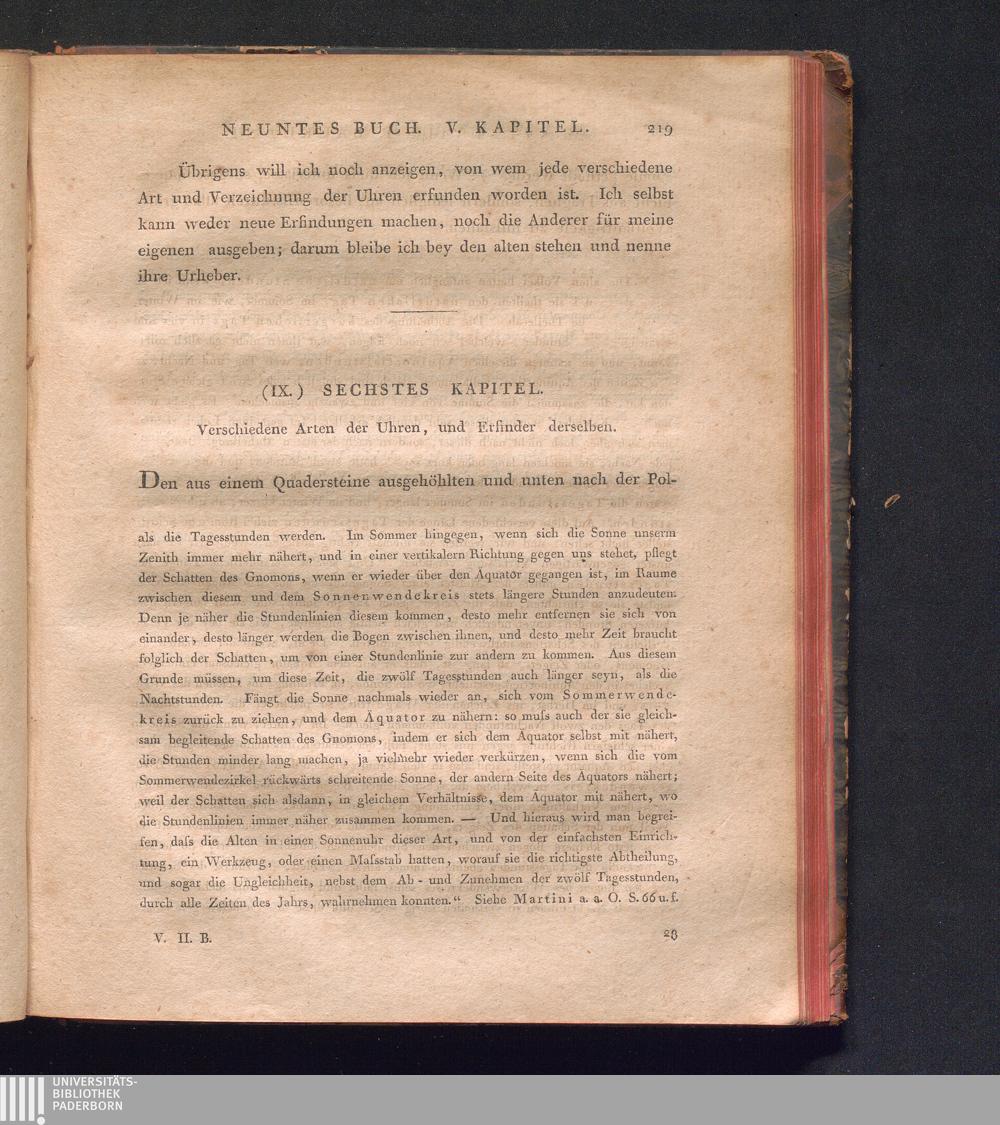 NEUNTES BUCH. V. KAPITEL. 219
Übrigens will ich noch anzeigen, von wem jede verschiedene
Art und Verzeichnung der Uhren erfunden worden ist. Ich selbst
kann weder neue Erfindungen machen, noch die Anderer für meine
eigenen ausgeben; darum bleibe ich bey den alten stehen und nenne
ihre Urheber.
(IX.) SECHSTES KAPITEL.
Verschiedene Arten der Uhren, und Erfinder derselben.
Den aus einem Quadersteine ausgehöhlten und unten nach der Pol-
als die Tagesstunden werden. Im Sommer hingegen, wenn sich die Sonne unserm
Zenith immer mehr nähert, und in einer vertikalern Richtung gegen uns stehet, pflegt
der Schatten des Gnomons, wenn er wieder über den Äquator gegangen ist, im Raume
zwischen diesem und dem Sonnenwendekreis stets längere Stunden anzudeuten.
Denn je näher die Stundenlinien diesem kommen, desto mehr entfernen sie sich von
einander, desto länger werden die Bogen zwischen ihnen, und desto mehr Zeit braucht
folglich der Schatten, um von einer Stundenlinie zur andern zu kommen. Aus diesem
Grunde müssen, um diese Zeit, die zwölf Tagesstunden auch länger seyn, als die
Nachtstunden. Fängt die Sonne nachmals wieder an, sich vom Sommerwende-
kreis zurück zu ziehen, und dem Äquator zu nähern: so muſs auch der sie gleich-
sam begleitende Schatten des Gnomons, indem er sich dem Äquator selbst mit nähert,
die Stunden minder lang machen, ja vielmehr wieder verkürzen, wenn sich die vom
Sommerwendezirkel rückwärts schreitende Sonne, der andern Seite des Äquators nähert;
weil der Schatten sich alsdann, in gleichem Verhältnisse, dem Äquator mit nähert, wo
die Stundenlinien immer näher zusammen kommen. — Und hieraus wird man begrei-
fen, daſs die Alten in einer Sonnenuhr dieser Art, und von der einfachsten Einrich-
tung, ein Werkzeug, oder einen Maſsstab hatten, worauf sie die richtigste Abtheilung,
und sogar die Ungleichheit, nebst dem Ab- und Zunehmen der zwölf Tagesstunden,
durch alle Zeiten des Jahrs, wahrnehmen konnten.“ Siehe Martini a. a. O. S. 66 u. f.
V. II. B. 28
UNIVERSITÄTS-
BIBLIOTHEK
PADERBORN